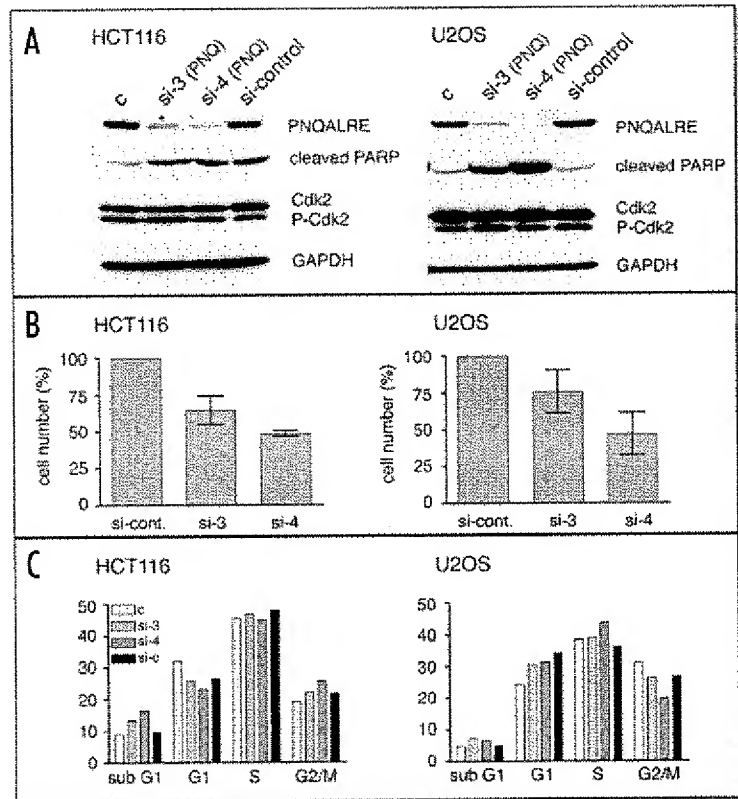 A
HCT116
U2OS
c si-3 (PNQ) si-4 (PNQ) si-control
c si-3 (PNQ) si-4 (PNQ) si-control
PNQALRE
PNQALRE
cleaved PARP
cleaved PARP
Cdk2
Cdk2
P-Cdk2
P-Cdk2
GAPDH
GAPDH
B
HCT116
U2OS
cell number (%)
100
75
50
25
0
si-cont. si-3 si-4
cell number (%)
100
75
50
25
0
si-cont. si-3 si-4
C
HCT116
U2OS
50
40
30
20
10
0
c
si-3
si-4
si-c
sub G1 G1 S G2/M
50
40
30
20
10
0
sub G1 G1 S G2/M